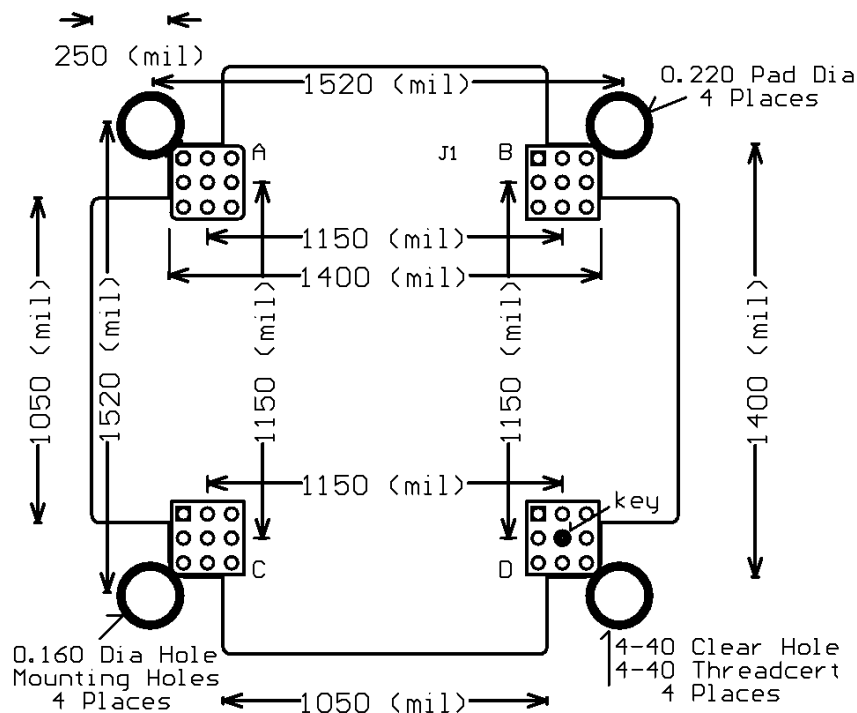 250 (mil)
1520 (mil)
0.220 Pad Dia
4 Places
A
J1
B
1150 (mil)
1400 (mil)
1050 (mil)
1520 (mil)
1150 (mil)
1150 (mil)
1400 (mil)
1150 (mil)
key
C
D
0.160 Dia Hole
Mounting Holes
4 Places
4-40 Clear Hole
4-40 Threadcert
4 Places
1050 (mil)